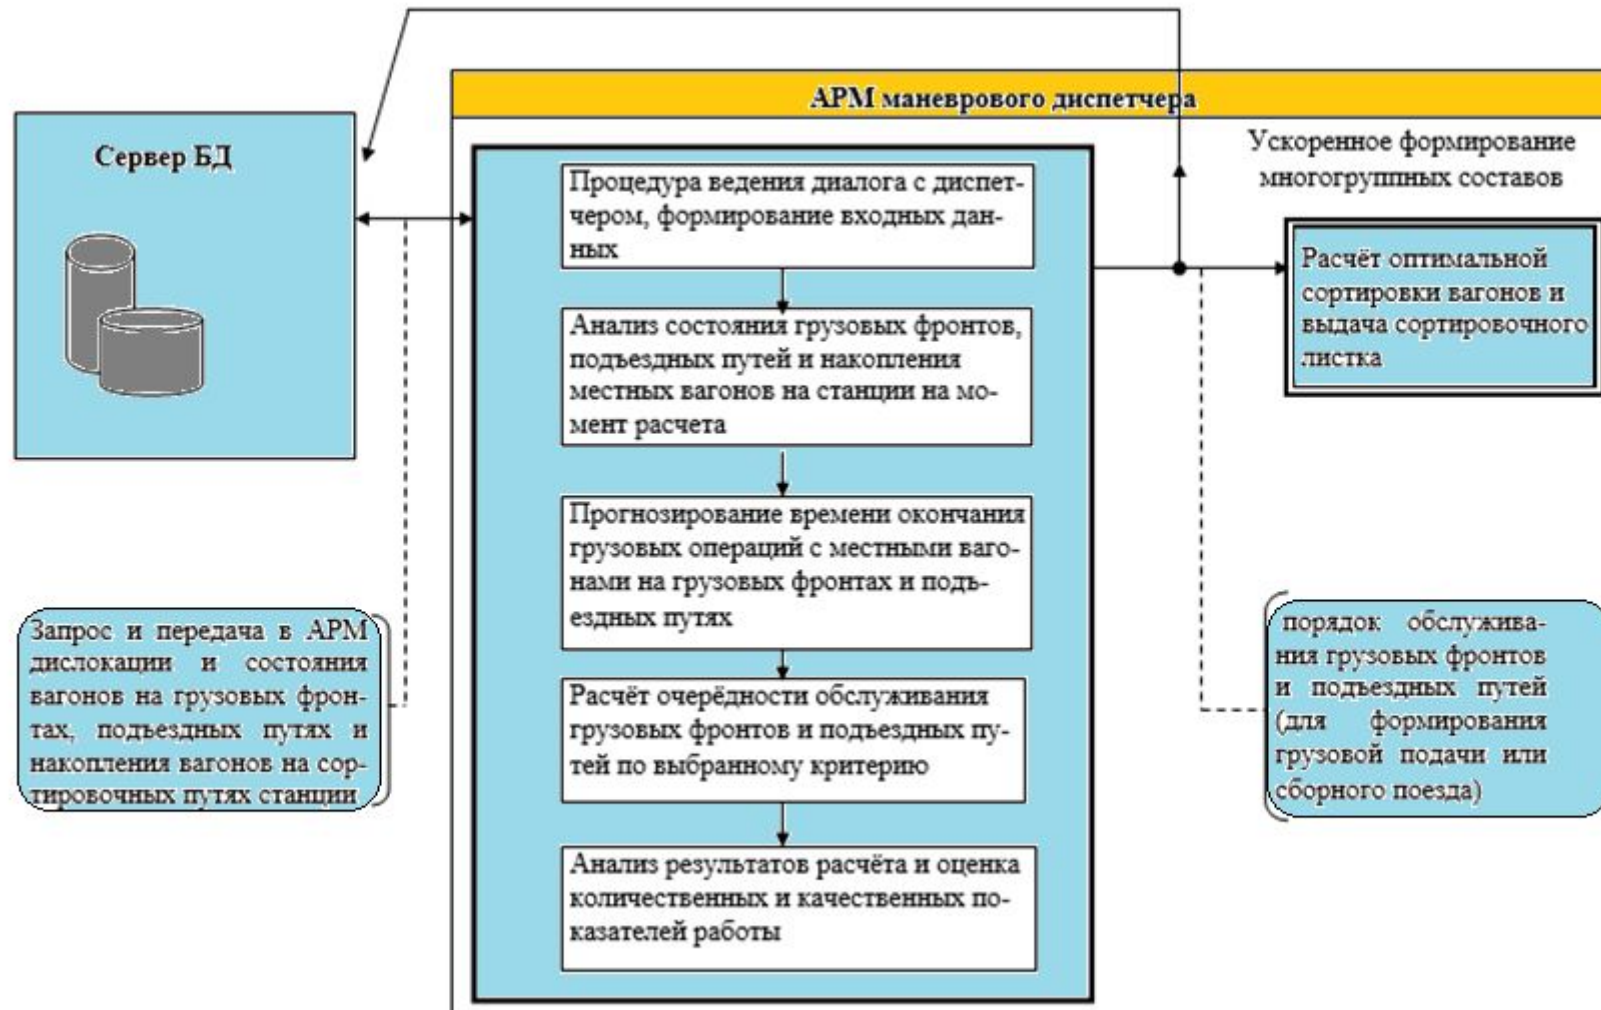 АРМ маневрового диспетчера
Сервер БД
Процедура ведения диалога с диспет-
чером, формирование входных дан-
ных
Анализ состояния грузовых фронтов,
подъездных путей и накопления
местных вагонов на станции на мо-
мент расчета
Прогнозирование времени окончания
грузовых операций с местными ваго-
нами на грузовых фронтах и подъ-
ездных путях
Расчёт очерёдности обслуживания
грузовых фронтов и подъездных пу-
тей по выбранному критерию
Анализ результатов расчёта и оценка
количественных и качественных по-
казателей работы
Ускоренное формирование
многогруппных составов
Расчёт оптимальной
сортировки вагонов и
выдача сортировочного
листка
Запрос и передача в АРМ
дислокации и состояния
вагонов на грузовых фрон-
тах, подъездных путях и
накопления вагонов на сор-
тировочных путях станции
порядок обслужива-
ния грузовых фронтов
и подъездных путей
(для формирования
грузовой подачи или
сборного поезда)